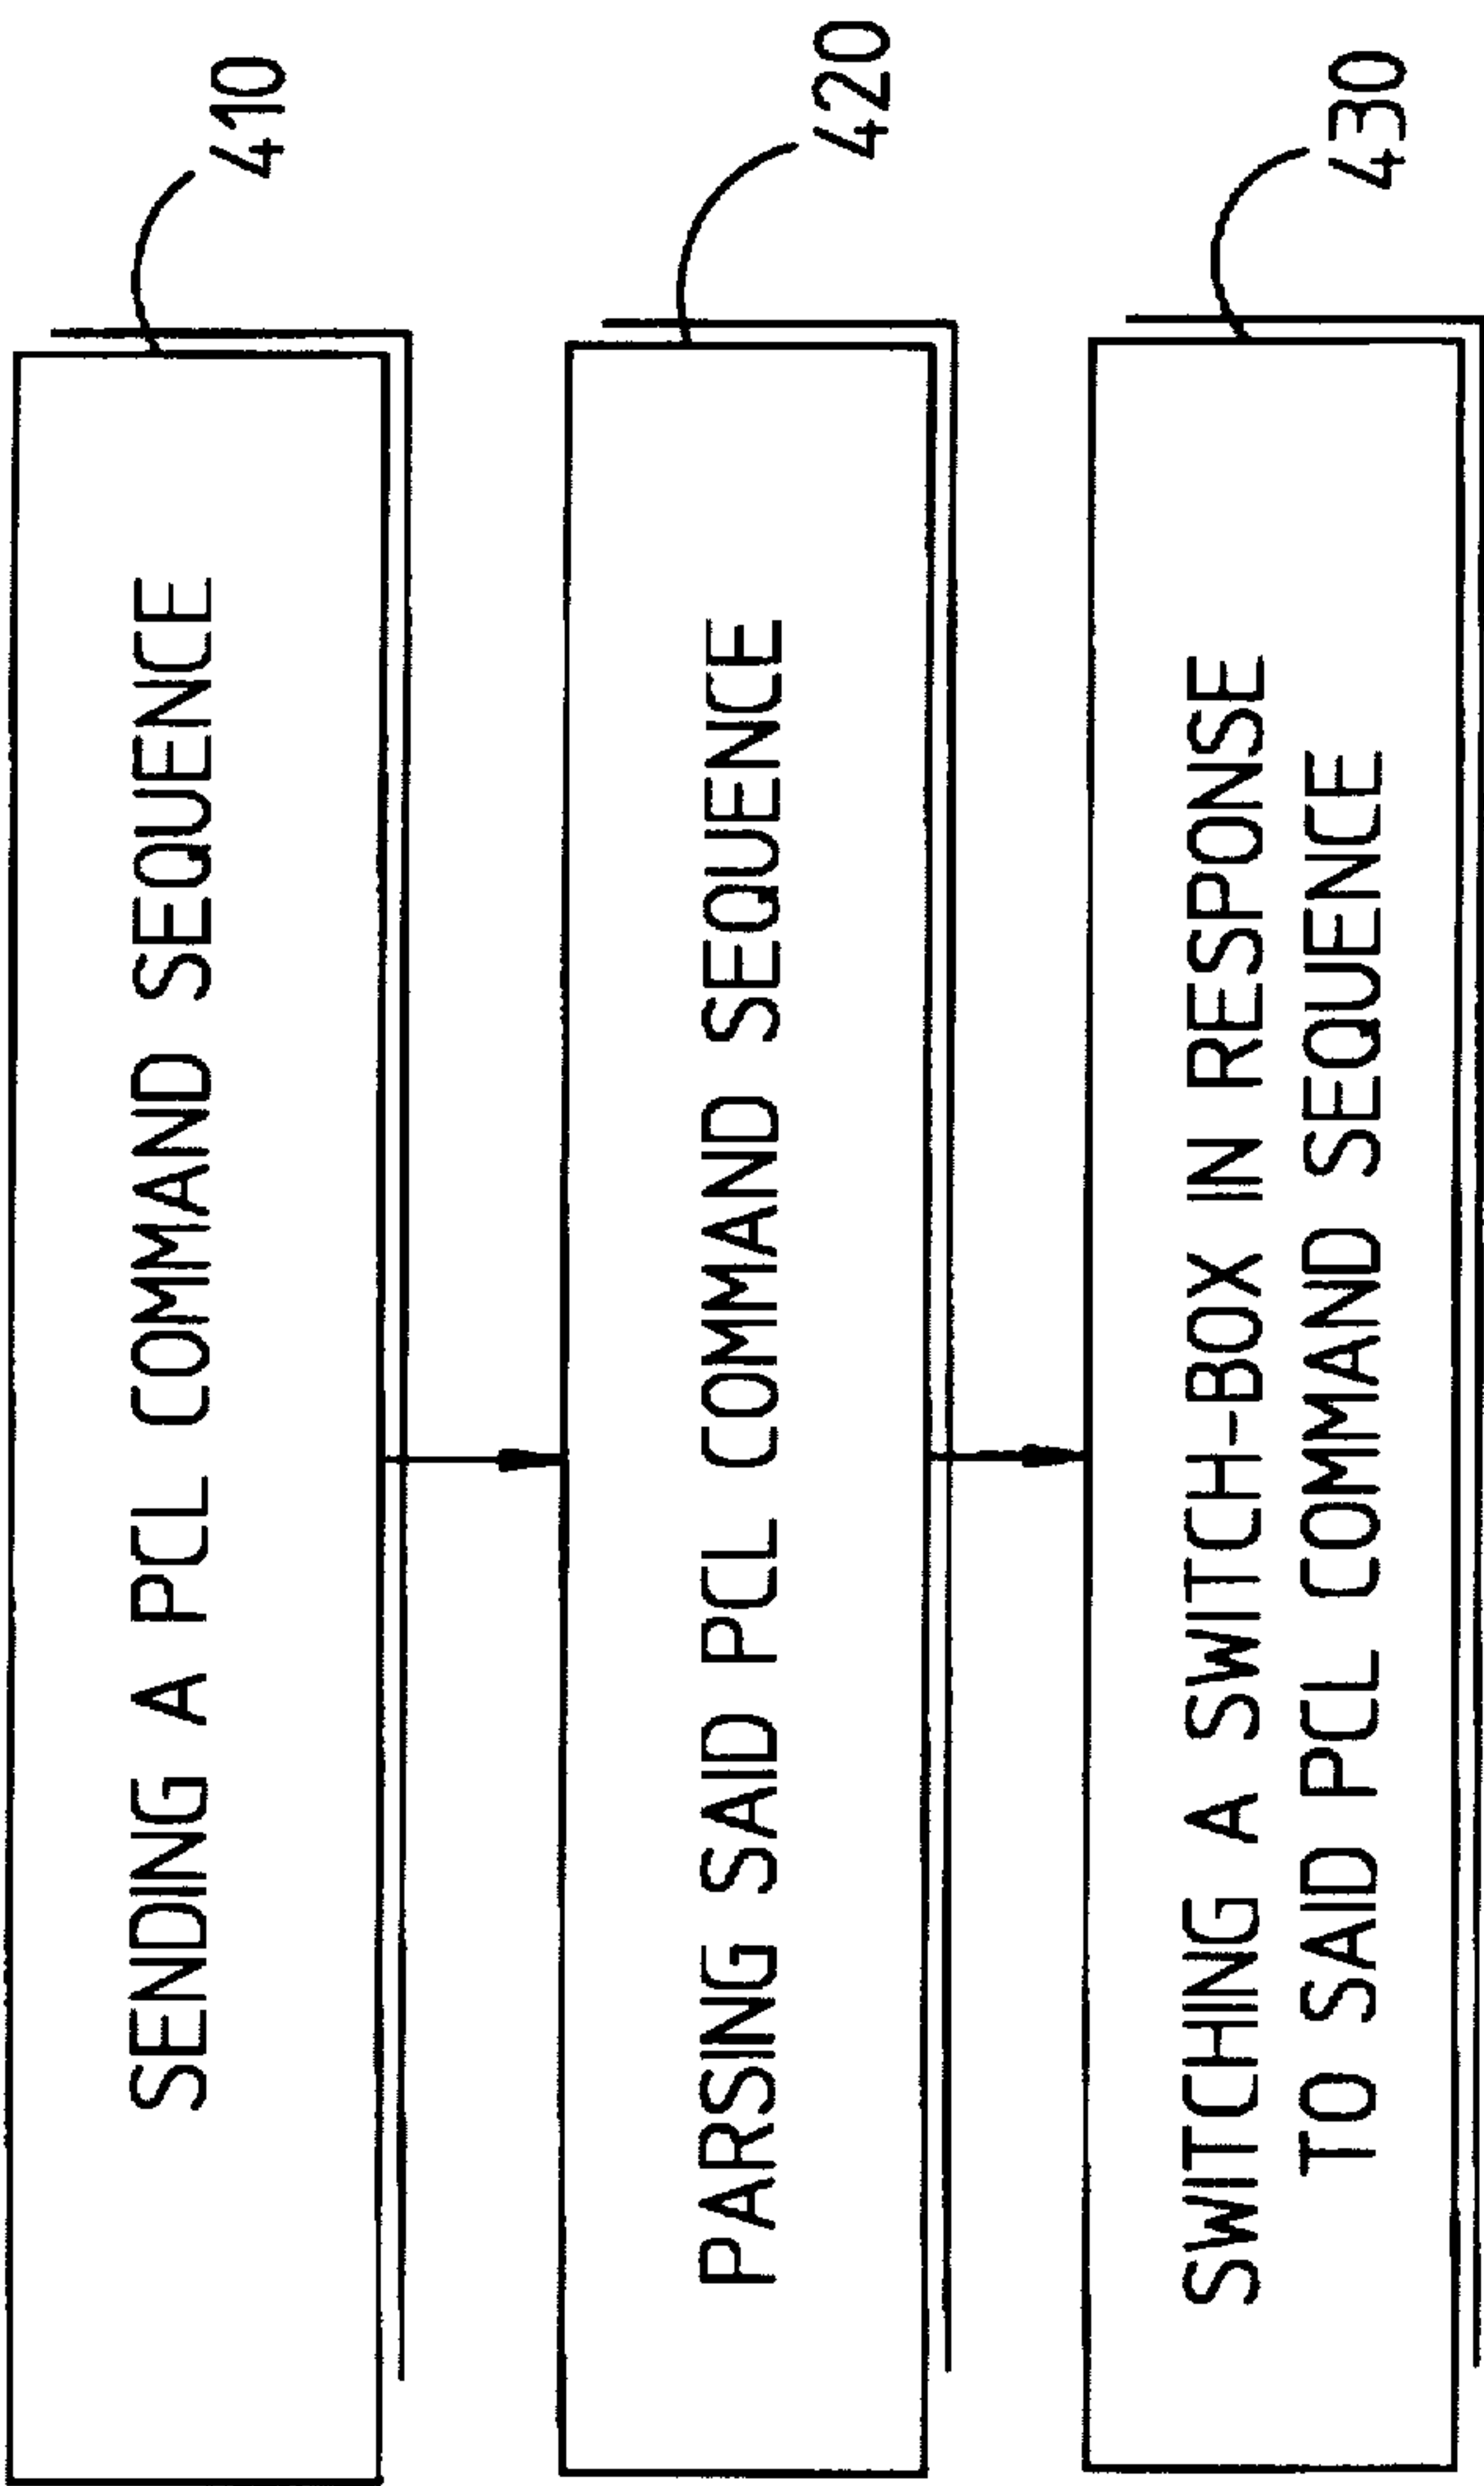 SENDING A PCL COMMAND SEQUENCE
410
PARSING SAID PCL COMMAND SEQUENCE
420
SWITCHING A SWITCH-BOX IN RESPONSE
TO SAID PCL COMMAND SEQUENCE
430